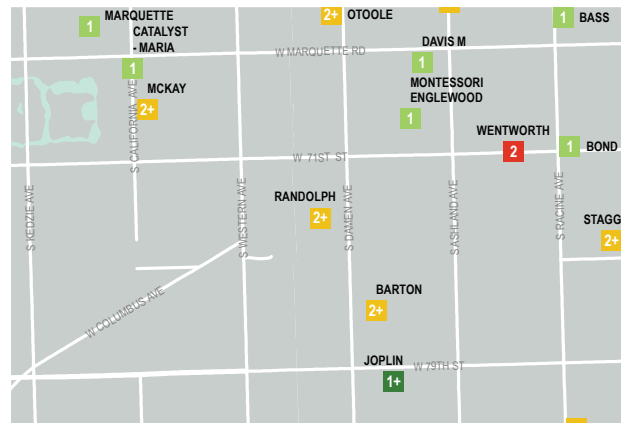 MARQUETTE
1
CATALYST
- MARIA
1
MCKAY
2+
2+
OTOOLE
W MARQUETTE RD
DAVIS M
1
MONTESSORI
ENGLEWOOD
1
1
BASS
WENTWORTH
2
1
BOND
W 71ST ST
S CALIFORNIA AVE
RANDOLPH
2+
STAGG
2+
S KEDZIE AVE
S WESTERN AVE
S DAMEN AVE
S ASHLAND AVE
S RACINE AVE
W COLUMBUS AVE
BARTON
2+
JOPLIN
1+
W 79TH ST